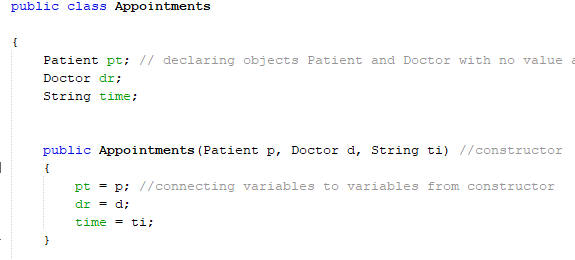 public class Appointments
{
Patient pt; // declaring objects Patient and Doctor with no value
Doctor dr;
String time;
public Appointments(Patient p, Doctor d, String ti) //constructor
{
pt = p; //connecting variables to variables from constructor
dr = d;
time = ti;
}